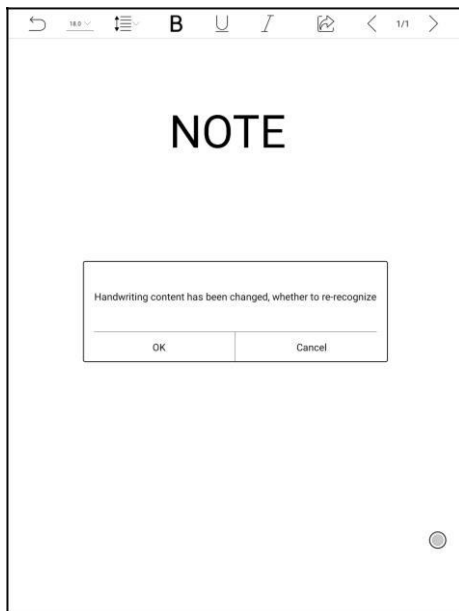 18.0 B U I 1/1
NOTE
Handwriting content has been changed, whether to re-recognize
OK Cancel